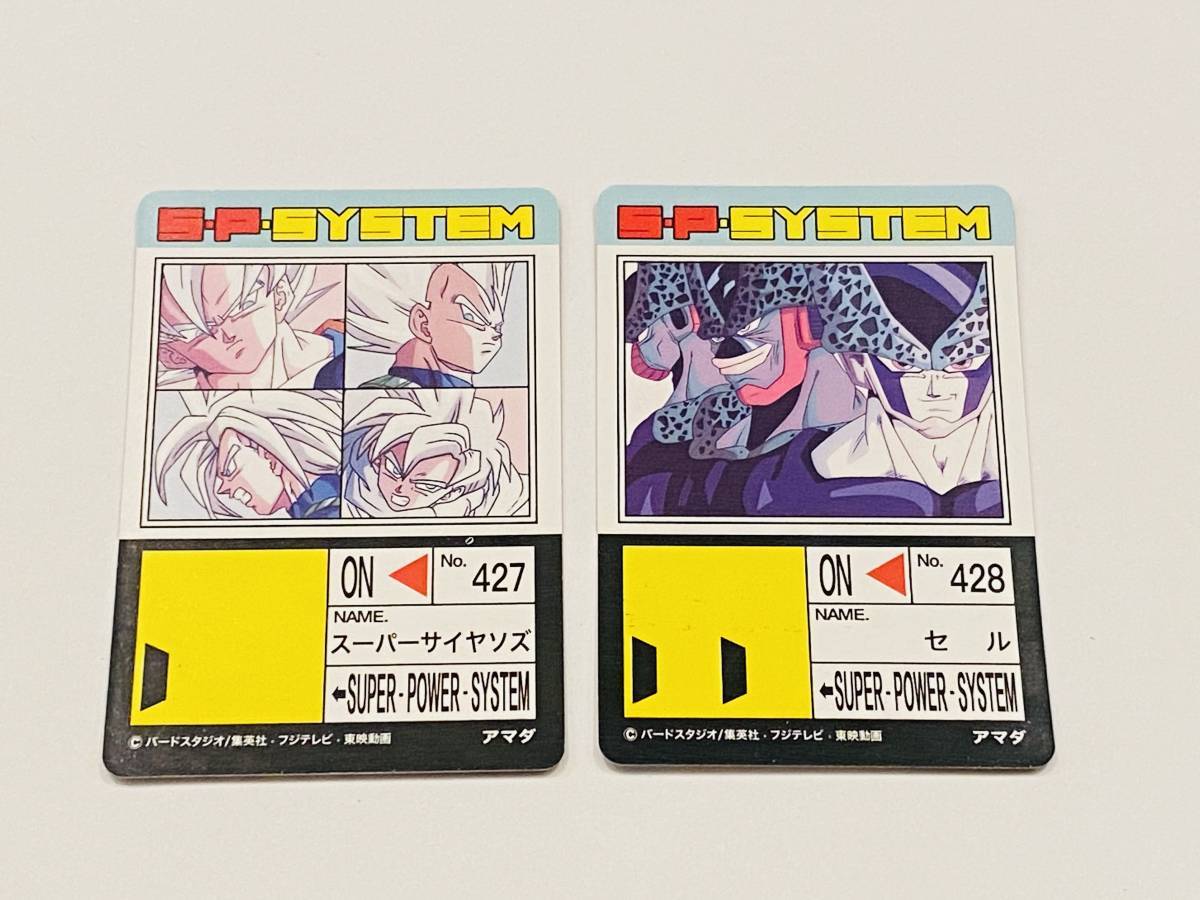 S·P·SYSTEM
ON
No. 427
NAME.
スーパーサイヤソズ
←SUPER-POWER-SYSTEM
© バードスタジオ/集英社・フジテレビ・東映動画
アマダ
S·P·SYSTEM
ON
No. 428
NAME.
セル
←SUPER-POWER-SYSTEM
© バードスタジオ/集英社・フジテレビ・東映動画
アマダ